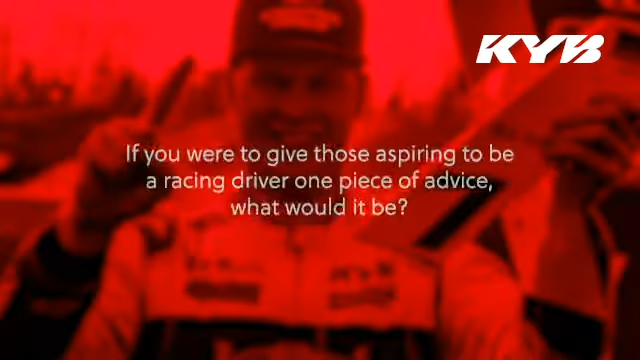 KYB
If you were to give those aspiring to be
a racing driver one piece of advice,
what would it be?
KYB